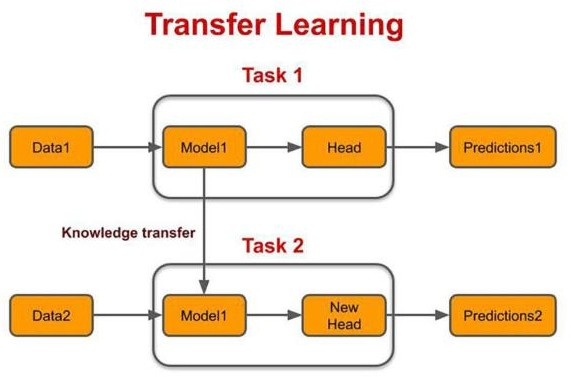 Transfer Learning
Task 1
Data1
Model1
Head
Predictions1
Knowledge transfer
Task 2
Data2
Model1
New
Head
Predictions2